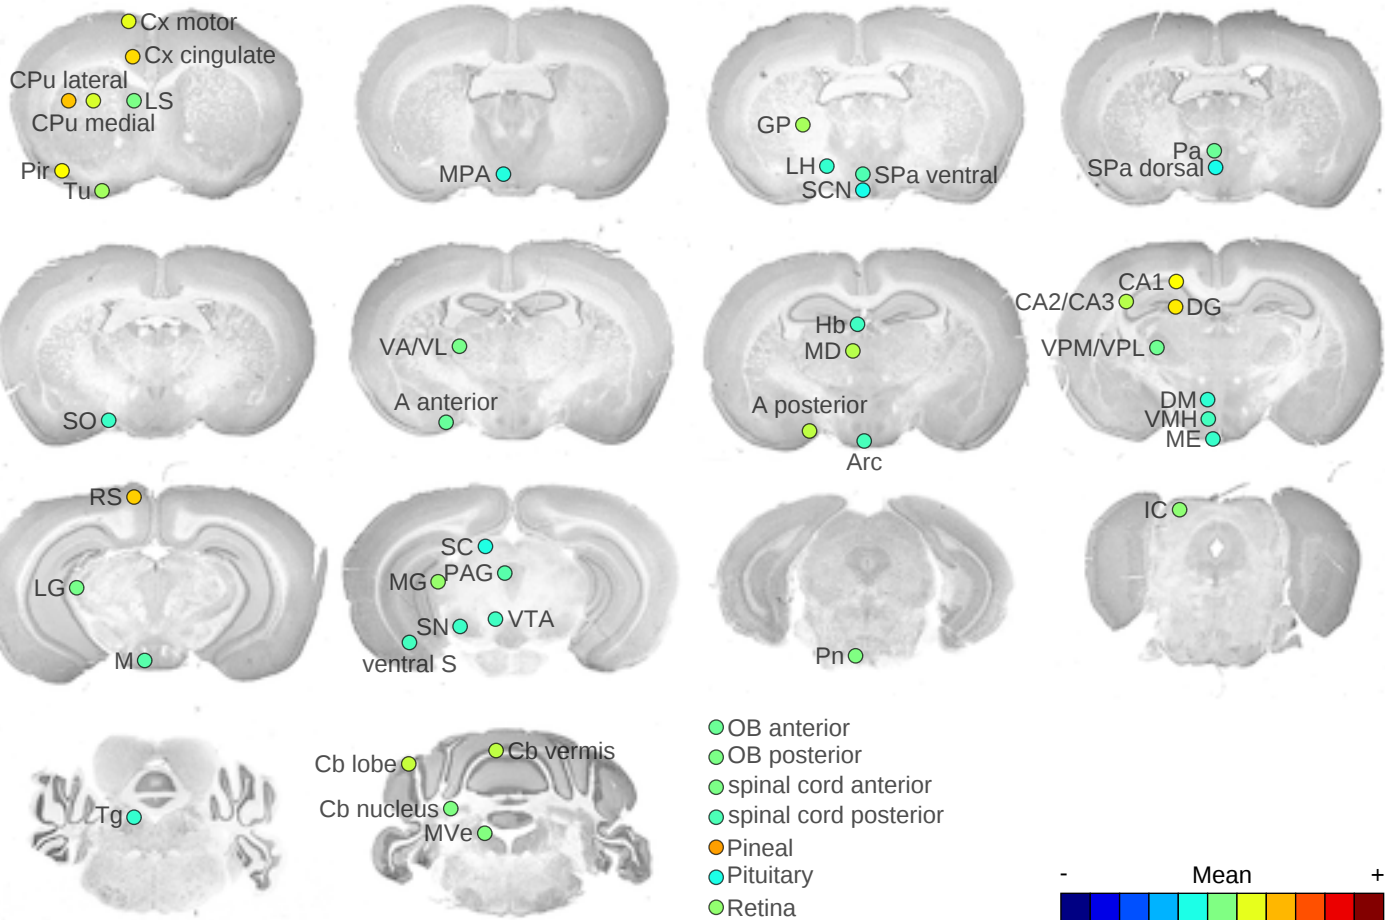 Cx motor
Cx cingulate
CPu lateral
LS
CPu medial
Pir
Tu
MPA
GP
LH
SPa ventral
SCN
Pa
SPa dorsal
SO
VA/VL
A anterior
Hb
MD
A posterior
Arc
CA1
CA2/CA3
DG
VPM/VPL
DM
VMH
ME
RS
LG
M
SC
PAG
MG
SN
VTA
ventral S
Pn
IC
Tg
Cb lobe
Cb vermis
Cb nucleus
MVe
OB anterior
OB posterior
spinal cord anterior
spinal cord posterior
Pineal
Pituitary
Retina
- Mean +